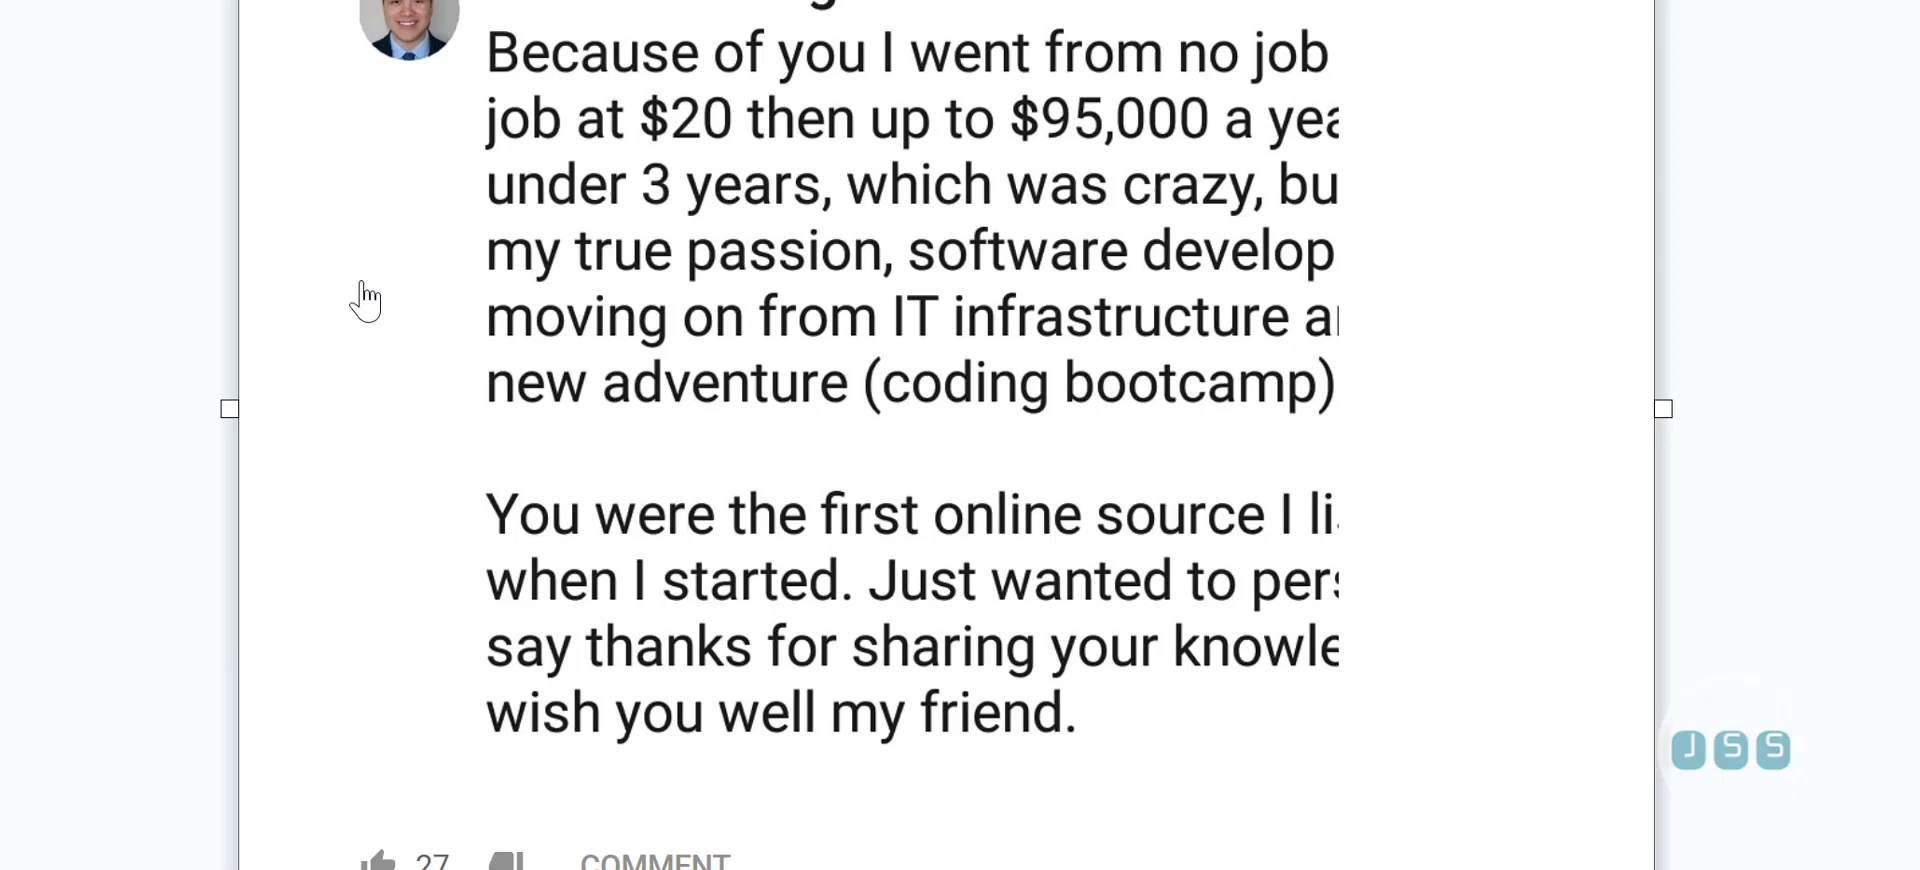 Because of you I went from no job
job at $20 then up to $95,000 a
under 3 years, which was crazy,
my true passion, software develop
moving on from IT infrastructure
new adventure (coding bootcamp)
You were the first online source I
when I started. Just wanted to
say thanks for sharing your
wish you well my friend.
27 COMMENT
JSS